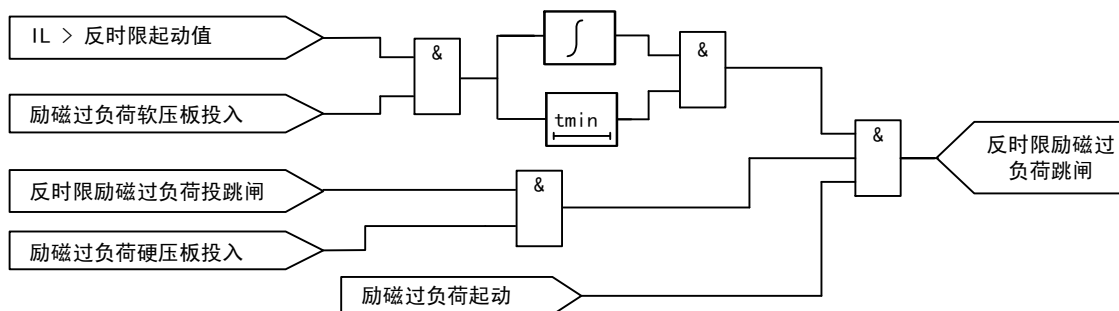 IL > 反时限起动值
&
∫
&
励磁过负荷软压板投入
tmin
&
反时限励磁过
负荷跳闸
反时限励磁过负荷投跳闸
&
励磁过负荷硬压板投入
励磁过负荷起动